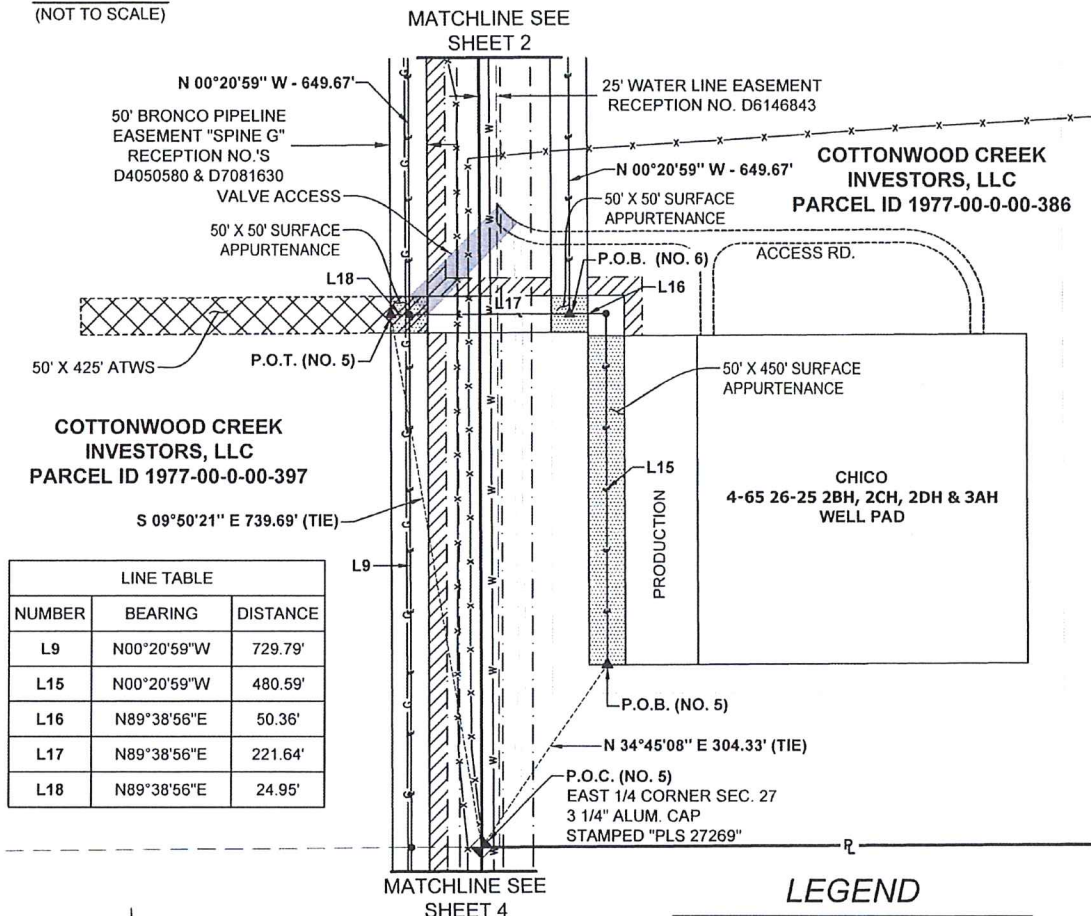 (NOT TO SCALE)
MATCHLINE SEE
SHEET 2
N 00°20'59" W - 649.67'
25' WATER LINE EASEMENT
RECEPTION NO. D6146843
50' BRONCO PIPELINE
EASEMENT "SPINE G"
RECEPTION NO.'S
D4050580 & D7081630
COTTONWOOD CREEK
INVESTORS, LLC
PARCEL ID 1977-00-0-00-386
N 00°20'59" W - 649.67'
VALVE ACCESS
50' X 50' SURFACE
APPURTENANCE
50' X 50' SURFACE
APPURTENANCE
ACCESS RD.
P.O.B. (NO. 6)
L18
L17
L16
50' X 425' ATWS
P.O.T. (NO. 5)
50' X 450' SURFACE
APPURTENANCE
COTTONWOOD CREEK
INVESTORS, LLC
PARCEL ID 1977-00-0-00-397
L15
CHICO
4-65 26-25 2BH, 2CH, 2DH & 3AH
WELL PAD
PRODUCTION
S 09°50'21" E 739.69' (TIE)
L9
LINE TABLE
NUMBER BEARING DISTANCE
L9 N00°20'59"W 729.79'
L15 N00°20'59"W 480.59'
L16 N89°38'56"E 50.36'
L17 N89°38'56"E 221.64'
L18 N89°38'56"E 24.95'
P.O.B. (NO. 5)
N 34°45'08" E 304.33' (TIE)
P.O.C. (NO. 5)
EAST 1/4 CORNER SEC. 27
3 1/4" ALUM. CAP
STAMPED "PLS 27269"
MATCHLINE SEE
SHEET 4
LEGEND